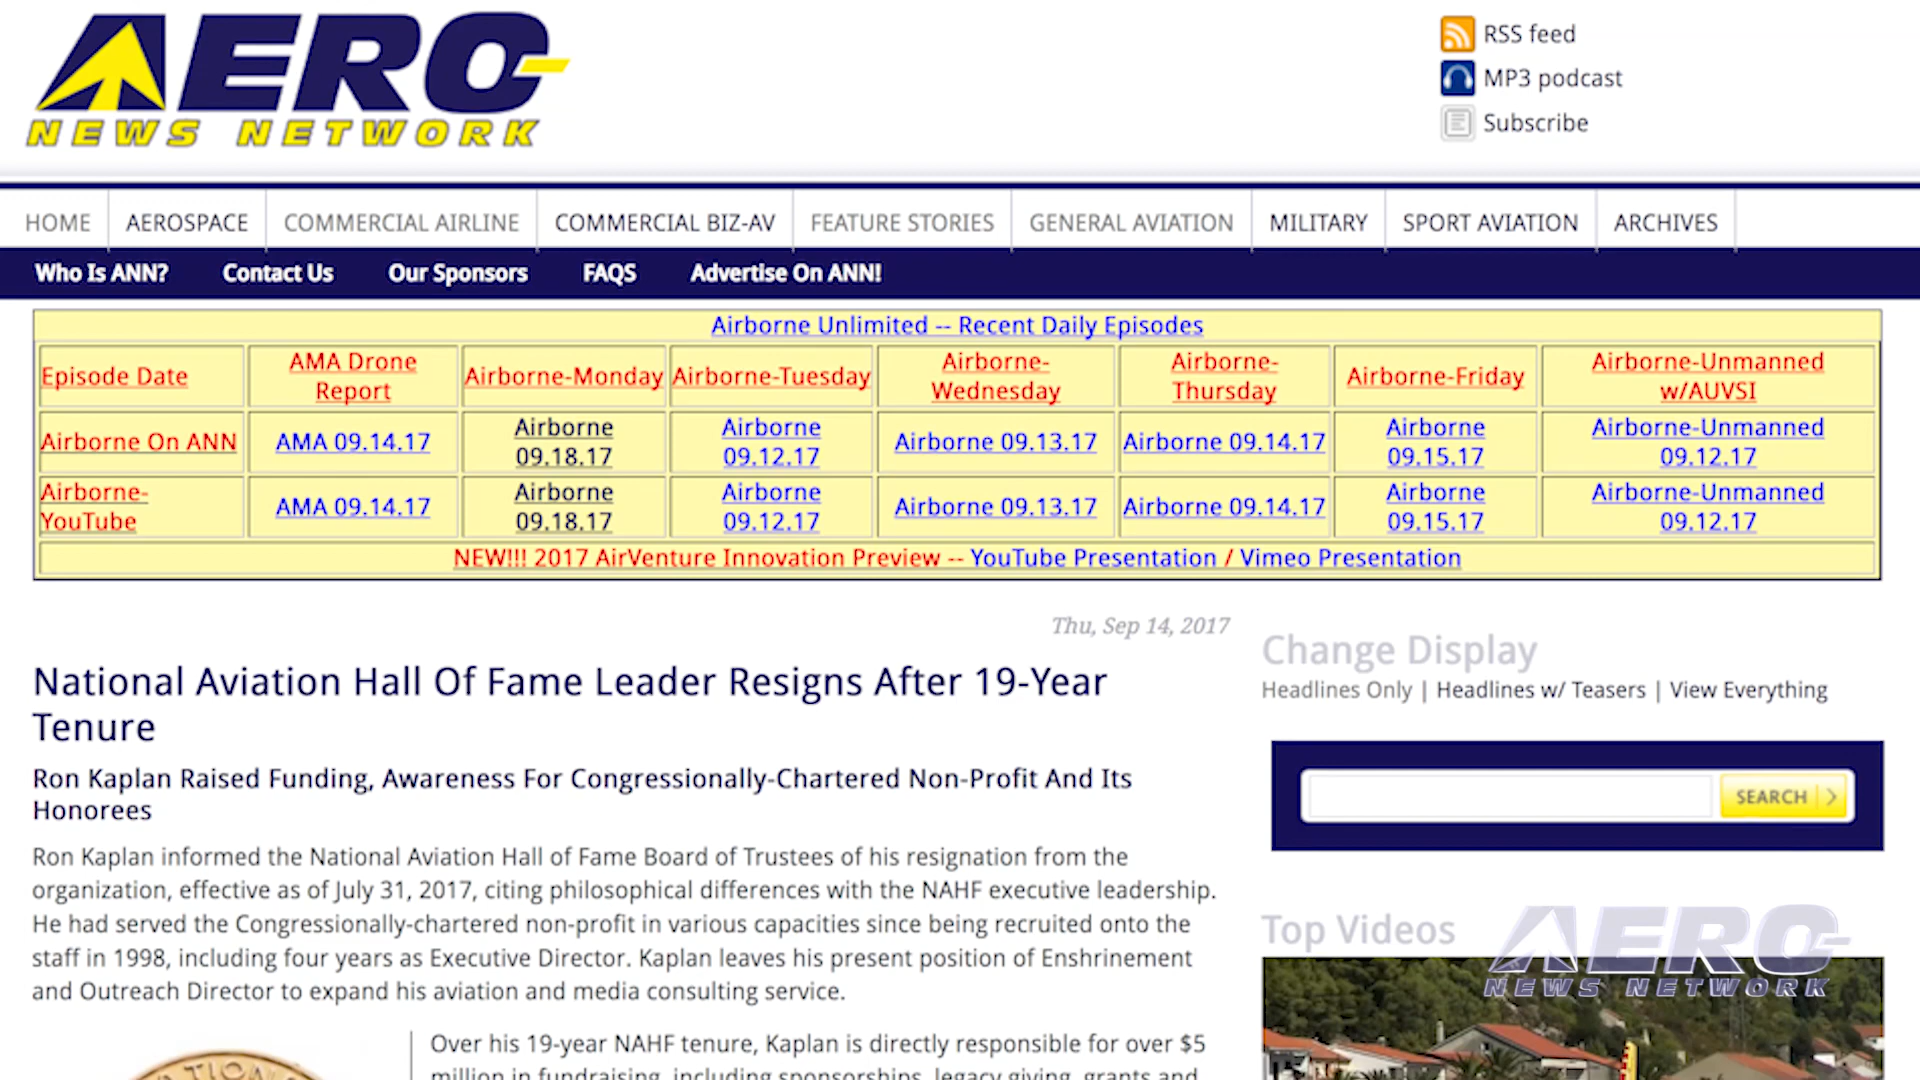 AERO-
NEWS NETWORK
RSS feed
MP3 podcast
Subscribe
HOME AEROSPACE COMMERCIAL AIRLINE COMMERCIAL BIZ-AV FEATURE STORIES GENERAL AVIATION MILITARY SPORT AVIATION ARCHIVES
Who Is ANN? Contact Us Our Sponsors FAQS Advertise On ANN!
Airborne Unlimited -- Recent Daily Episodes
Episode Date AMA Drone Report Airborne-Monday Airborne-Tuesday Airborne-Wednesday Airborne-Thursday Airborne-Friday Airborne-Unmanned w/AUVSI
Airborne On ANN AMA 09.14.17 Airborne 09.18.17 Airborne 09.12.17 Airborne 09.13.17 Airborne 09.14.17 Airborne 09.15.17 Airborne-Unmanned 09.12.17
Airborne-YouTube AMA 09.14.17 Airborne 09.18.17 Airborne 09.12.17 Airborne 09.13.17 Airborne 09.14.17 Airborne 09.15.17 Airborne-Unmanned 09.12.17
NEW!!! 2017 AirVenture Innovation Preview -- YouTube Presentation / Vimeo Presentation
Thu, Sep 14, 2017
National Aviation Hall Of Fame Leader Resigns After 19-Year
Tenure
Ron Kaplan Raised Funding, Awareness For Congressionally-Chartered Non-Profit And Its
Honorees
Ron Kaplan informed the National Aviation Hall of Fame Board of Trustees of his resignation from the
organization, effective as of July 31, 2017, citing philosophical differences with the NAHF executive leadership.
He had served the Congressionally-chartered non-profit in various capacities since being recruited onto the
staff in 1998, including four years as Executive Director. Kaplan leaves his present position of Enshrinement
and Outreach Director to expand his aviation and media consulting service.
Over his 19-year NAHF tenure, Kaplan is directly responsible for over $5
million in fundraising, including sponsorships, legacy giving, grants and
Change Display
Headlines Only | Headlines w/ Teasers | View Everything
SEARCH
Top Videos
AERO-
NEWS NETWORK